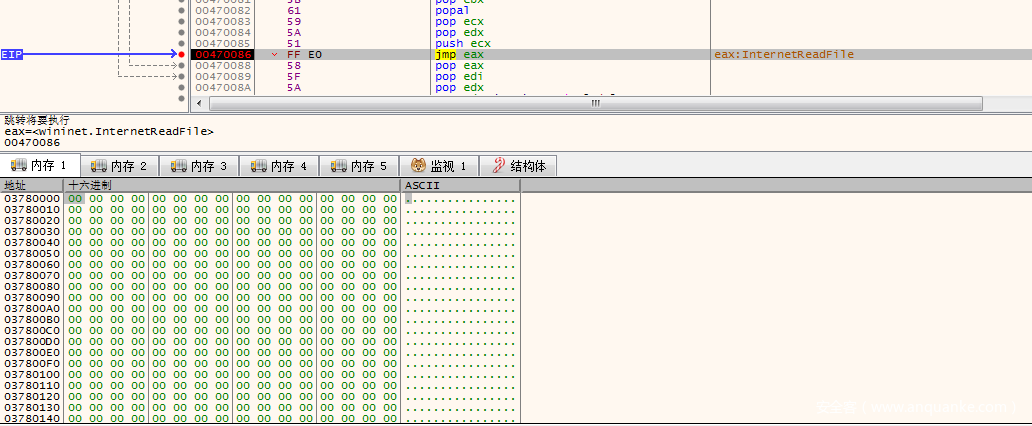 00470082 61 popal
00470083 59 pop ecx
00470084 5A pop edx
00470085 51 push ecx
EIP 00470086 FF E0 jmp eax eax:InternetReadFile
00470088 58 pop eax
00470089 5F pop edi
0047008A 5A pop edx
跳转将要执行
eax=<wininet.InternetReadFile>
00470086
内存 1 内存 2 内存 3 内存 4 内存 5 监视 1 结构体
地址 十六进制 ASCII
03780000 00 00 00 00 00 00 00 00 00 00 00 00 00 00 00 00 ................
03780010 00 00 00 00 00 00 00 00 00 00 00 00 00 00 00 00 ................
03780020 00 00 00 00 00 00 00 00 00 00 00 00 00 00 00 00 ................
03780030 00 00 00 00 00 00 00 00 00 00 00 00 00 00 00 00 ................
03780040 00 00 00 00 00 00 00 00 00 00 00 00 00 00 00 00 ................
03780050 00 00 00 00 00 00 00 00 00 00 00 00 00 00 00 00 ................
03780060 00 00 00 00 00 00 00 00 00 00 00 00 00 00 00 00 ................
03780070 00 00 00 00 00 00 00 00 00 00 00 00 00 00 00 00 ................
03780080 00 00 00 00 00 00 00 00 00 00 00 00 00 00 00 00 ................
03780090 00 00 00 00 00 00 00 00 00 00 00 00 00 00 00 00 ................
037800A0 00 00 00 00 00 00 00 00 00 00 00 00 00 00 00 00 ................
037800B0 00 00 00 00 00 00 00 00 00 00 00 00 00 00 00 00 ................
037800C0 00 00 00 00 00 00 00 00 00 00 00 00 00 00 00 00 ................
037800D0 00 00 00 00 00 00 00 00 00 00 00 00 00 00 00 00 ................
037800E0 00 00 00 00 00 00 00 00 00 00 00 00 00 00 00 00 ................
037800F0 00 00 00 00 00 00 00 00 00 00 00 00 00 00 00 00 ................
03780100 00 00 00 00 00 00 00 00 00 00 00 00 00 00 00 00 ................
03780110 00 00 00 00 00 00 00 00 00 00 00 00 00 00 00 00 ................
03780120 00 00 00 00 00 00 00 00 00 00 00 00 00 00 00 00 ................
03780130 00 00 00 00 00 00 00 00 00 00 00 00 00 00 00 00 ................
03780140 00 00 00 00 00 00 00 00 00 00 00 00 00 00 00 00 ................
安全客（www.anquanke.com）